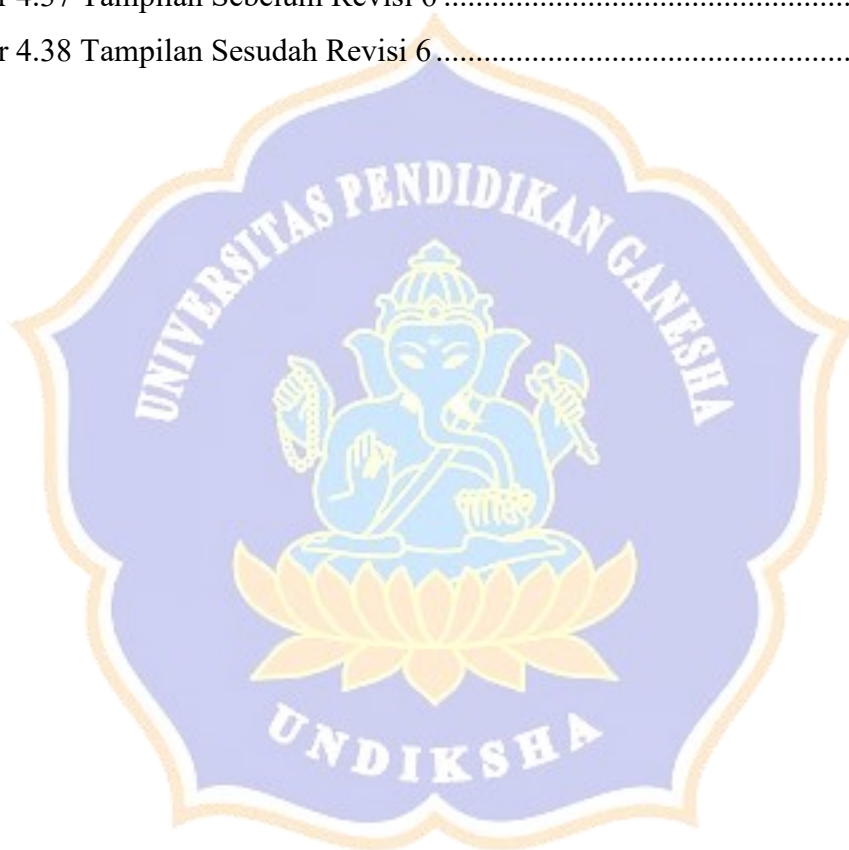 r 4.37 Tampilan Sebelum Revisi 6 ......................................................
r 4.38 Tampilan Sesudah Revisi 6 ......................................................
UNIVERSITAS PENDIDIKAN GANESHA
UNDIKSHA